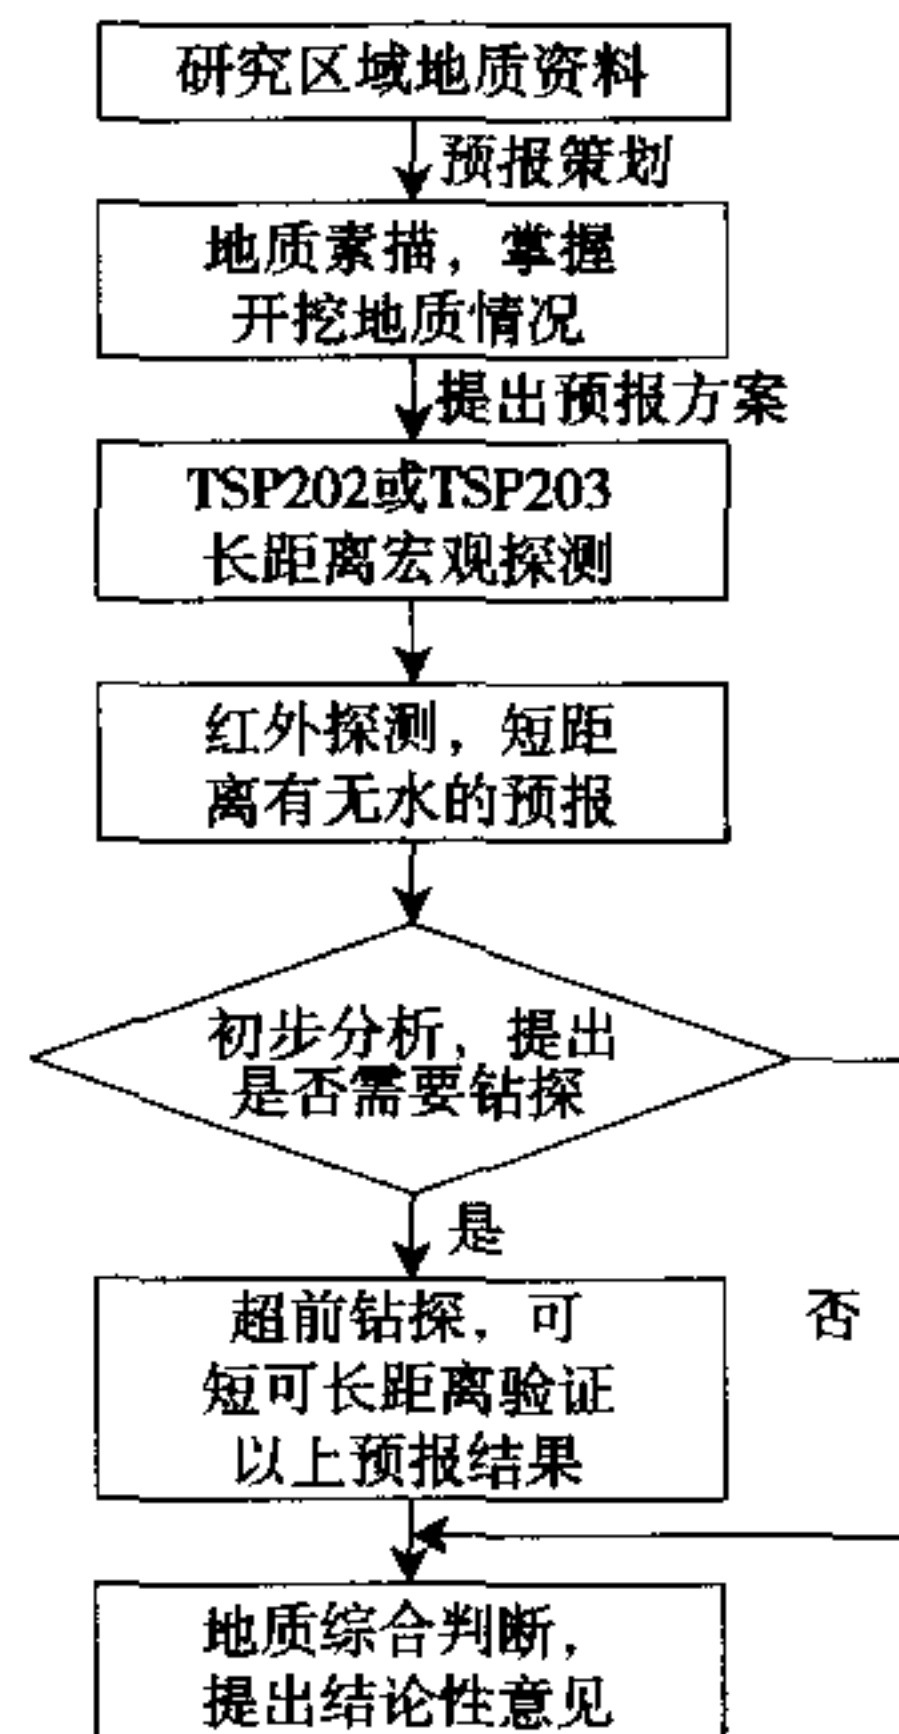 研究区域地质资料
预报策划
地质素描，掌握
开挖地质情况
提出预报方案
TSP202或TSP203
长距离宏观探测
红外探测，短距
离有无水的预报
初步分析，提出
是否需要钻探
是
超前钻探，可
短可长距离验证
以上预报结果
否
地质综合判断，
提出结论性意见